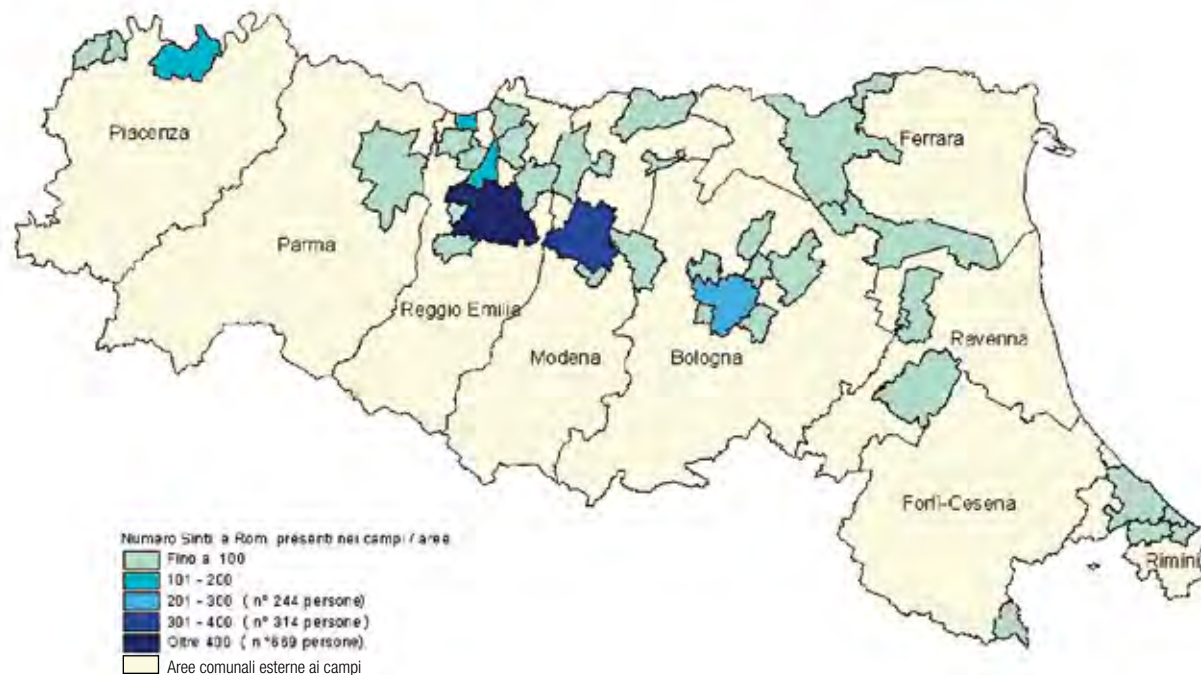 Piacenza
Parma
Reggio Emilia
Modena
Bologna
Ferrara
Ravenna
Forlì-Cesena
Rimini
Numero Sinti e Rom presenti nei campi / aree
Fino a 100
101 - 200
201 - 300 ( n° 244 persone)
301 - 400 ( n° 314 persone )
Oltre 400 ( n°669 persone)
Aree comunali esterne ai campi